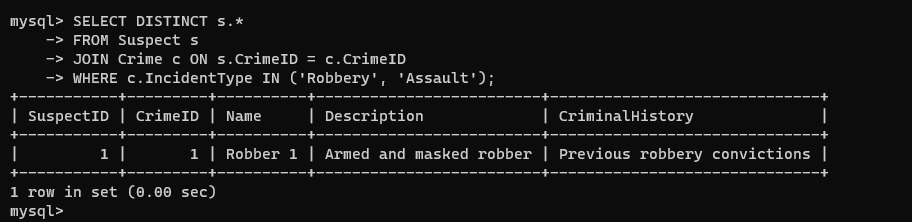 mysql> SELECT DISTINCT s.*
    -> FROM Suspect s
    -> JOIN Crime c ON s.CrimeID = c.CrimeID
    -> WHERE c.IncidentType IN ('Robbery', 'Assault');
+-----------+---------+----------+-------------------------+------------------------------+
| SuspectID | CrimeID | Name     | Description             | CriminalHistory              |
+-----------+---------+----------+-------------------------+------------------------------+
|         1 |       1 | Robber 1 | Armed and masked robber | Previous robbery convictions |
+-----------+---------+----------+-------------------------+------------------------------+
1 row in set (0.00 sec)
mysql>